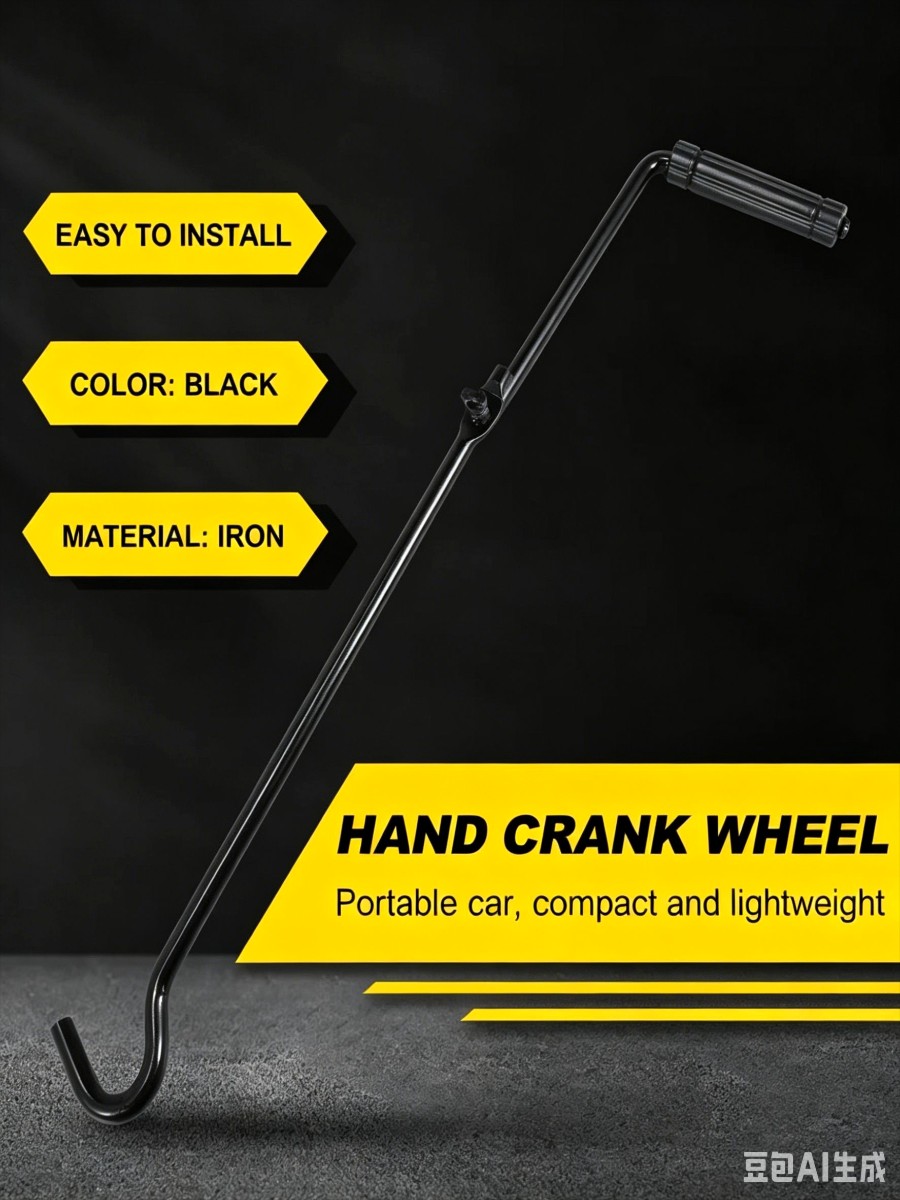 EASY TO INSTALL
COLOR: BLACK
MATERIAL: IRON
HAND CRANK WHEEL
Portable car, compact and lightweight
豆包AI生成